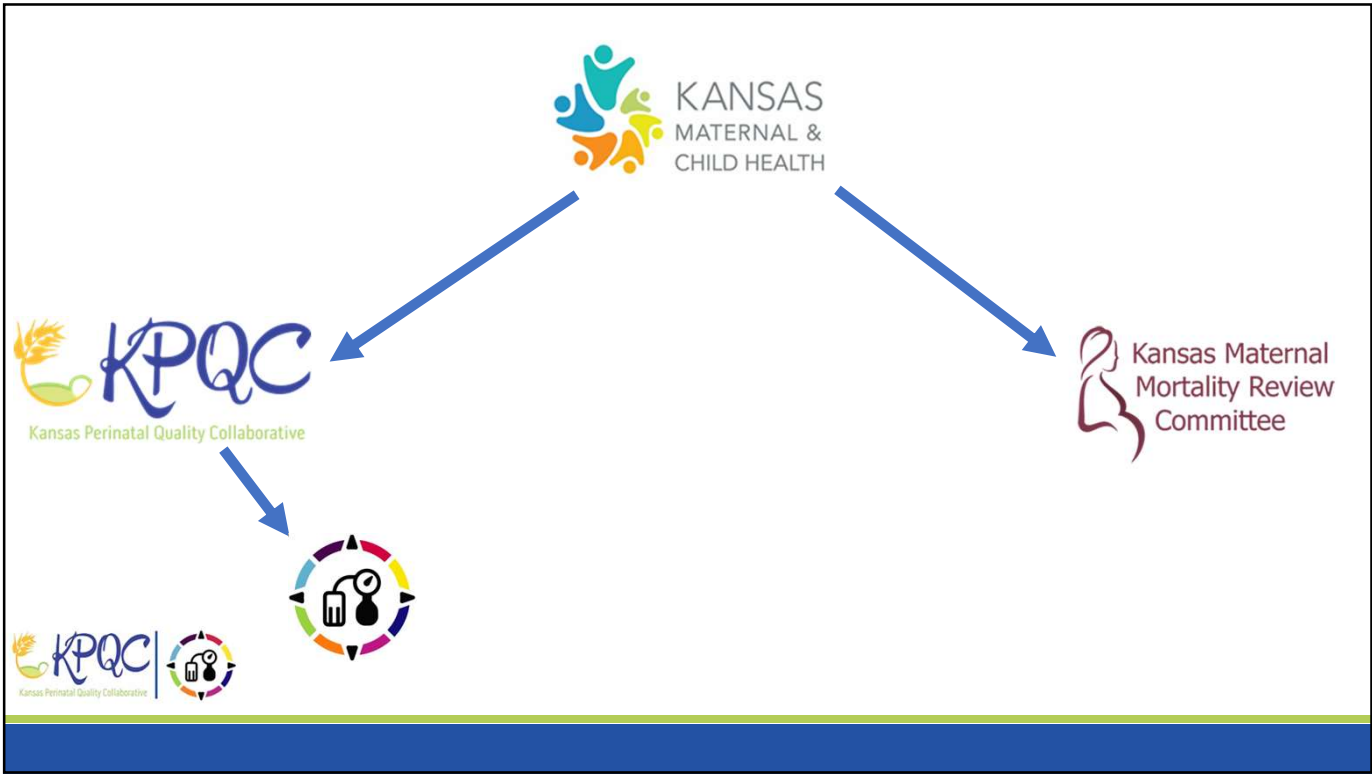 KANSAS
MATERNAL &
CHILD HEALTH
KPQC
Kansas Perinatal Quality Collaborative
Kansas Maternal
Mortality Review
Committee
KPQC
Kansas Perinatal Quality Collaborative